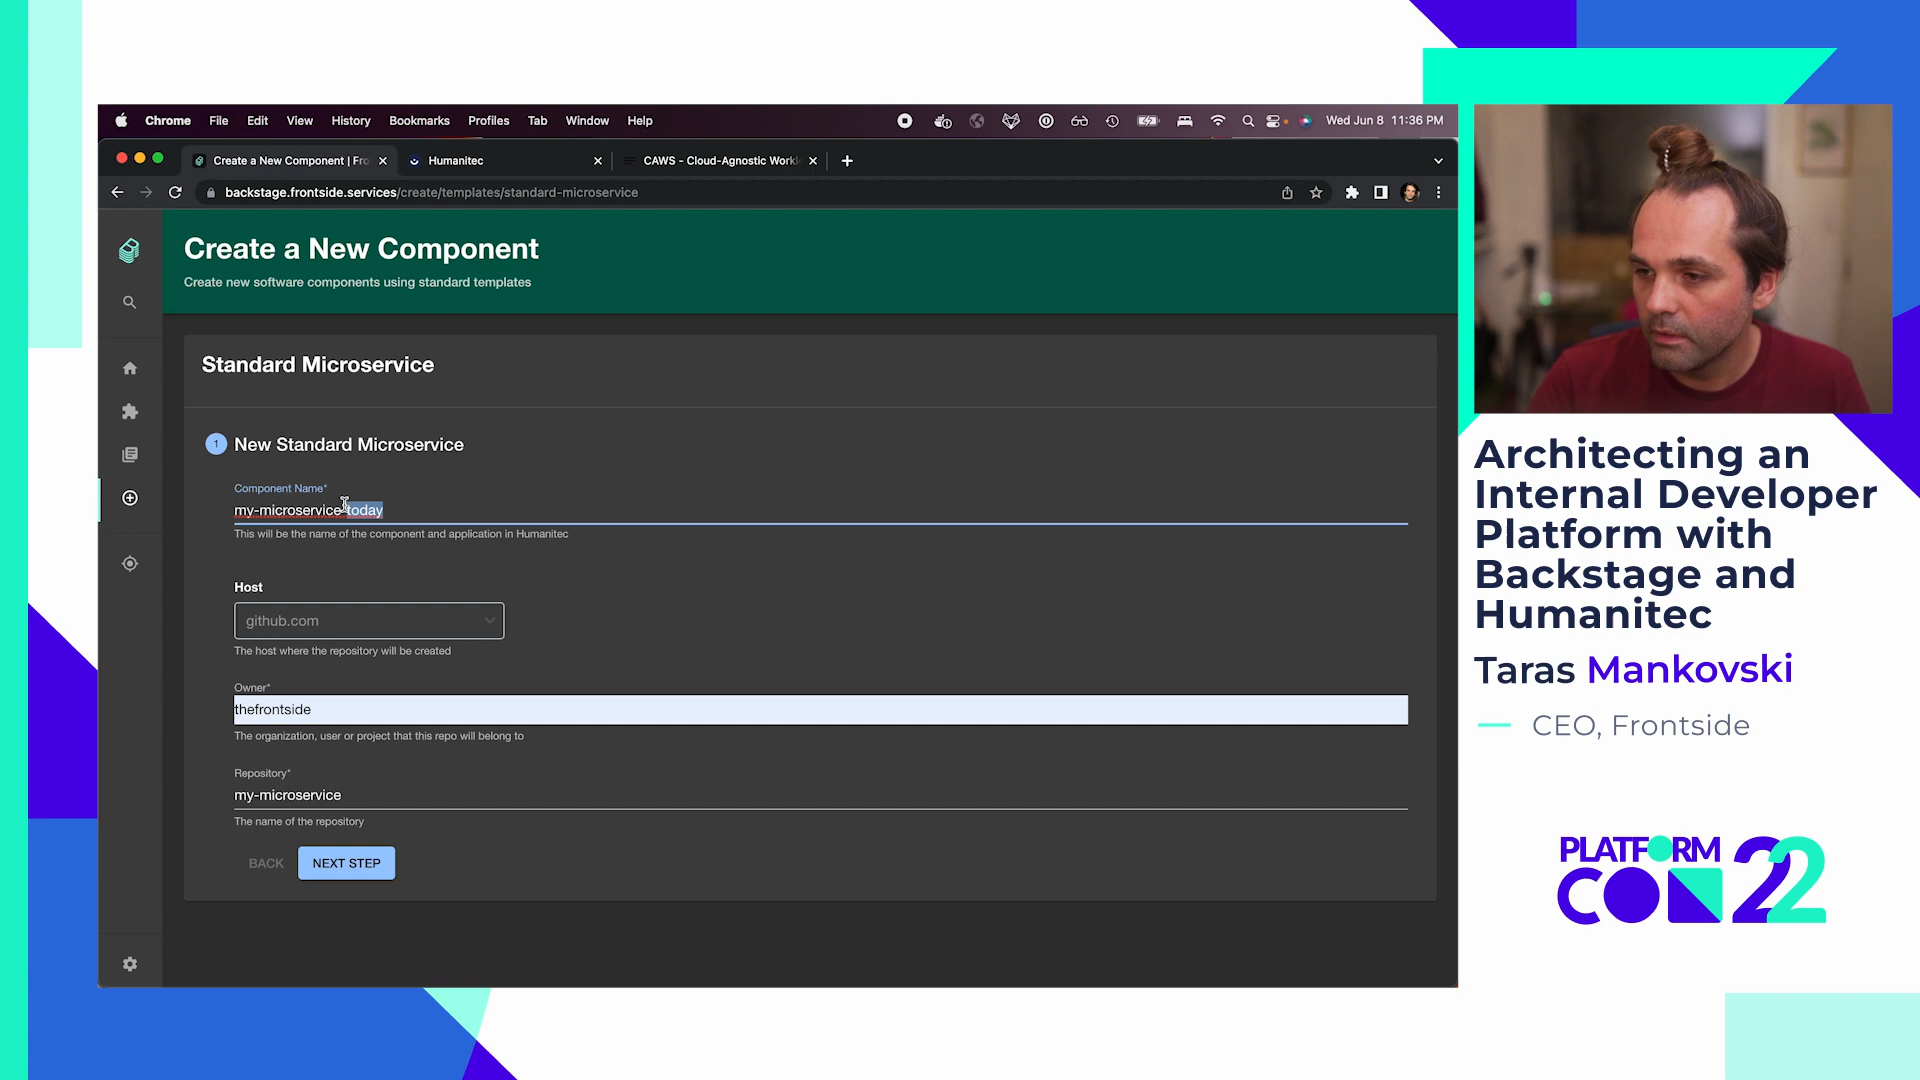 Chrome File Edit View History Bookmarks Profiles Tab Window Help Wed Jun 8 11:36 PM
Create a New Component | Fro Humanitec CAWS - Cloud-Agnostic Workl
backstage.frontside.services/create/templates/standard-microservice
Create a New Component
Create new software components using standard templates
Standard Microservice
1 New Standard Microservice
Component Name*
my-microservice-today
This will be the name of the component and application in Humanitec
Host
github.com
The host where the repository will be created
Owner*
thefrontside
The organization, user or project that this repo will belong to
Repository*
my-microservice
The name of the repository
BACK NEXT STEP
Architecting an
Internal Developer
Platform with
Backstage and
Humanitec
Taras Mankovski
— CEO, Frontside
PLATFORM
CON 22